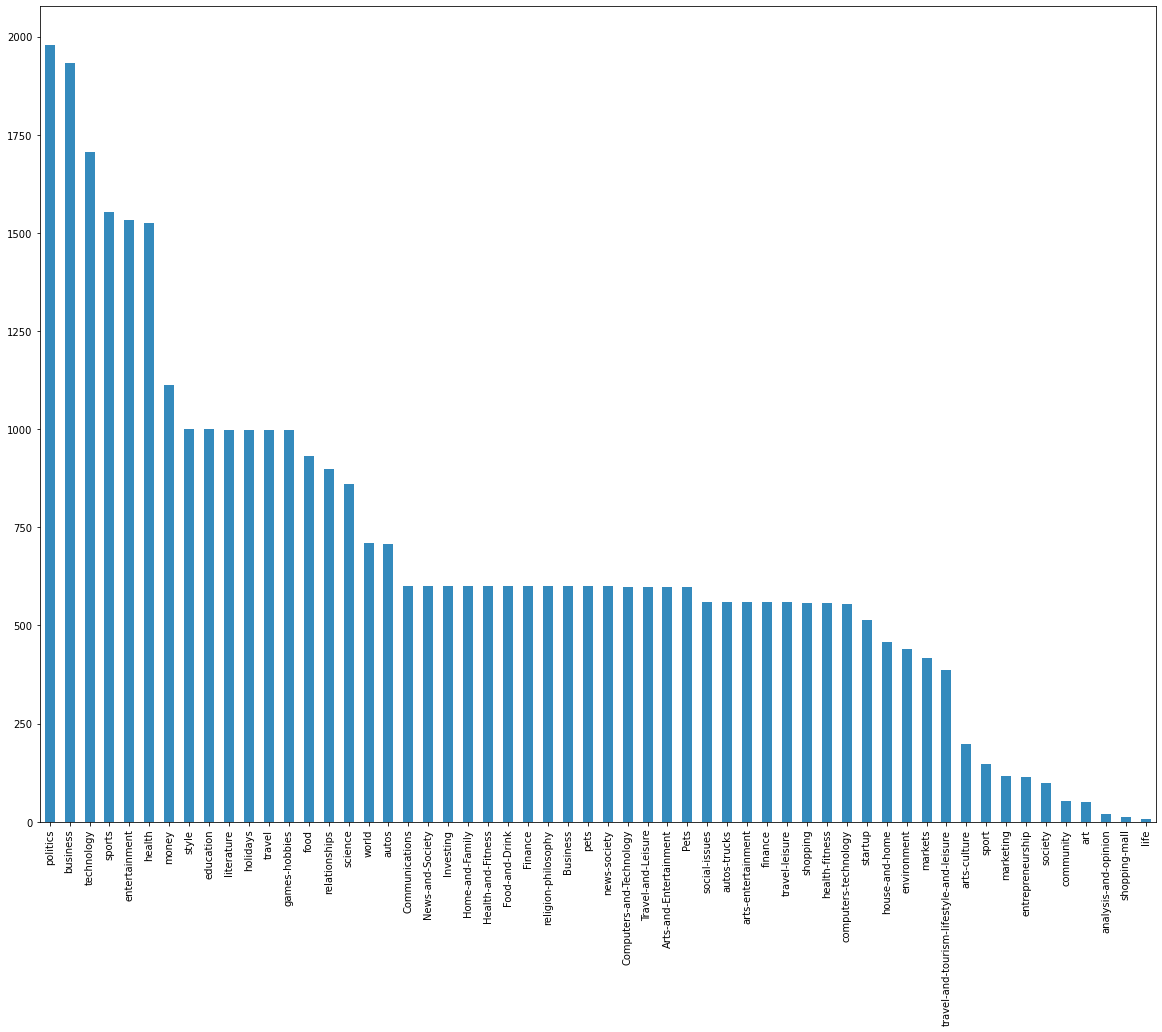 2000
1750
1500
1250
1000
750
500
250
0
politics
business
technology
sports
entertainment
health
money
style
education
literature
holidays
travel
games-hobbies
food
relationships
science
world
autos
Communications
News-and-Society
Investing
Home-and-Family
Health-and-Fitness
Food-and-Drink
Finance
religion-philosophy
Business
pets
news-society
Computers-and-Technology
Travel-and-Leisure
Arts-and-Entertainment
Pets
social-issues
autos-trucks
arts-entertainment
finance
travel-leisure
shopping
health-fitness
computers-technology
startup
house-and-home
environment
markets
travel-and-tourism-lifestyle-and-leisure
arts-culture
sport
marketing
entrepreneurship
society
community
art
analysis-and-opinion
shopping-mall
life